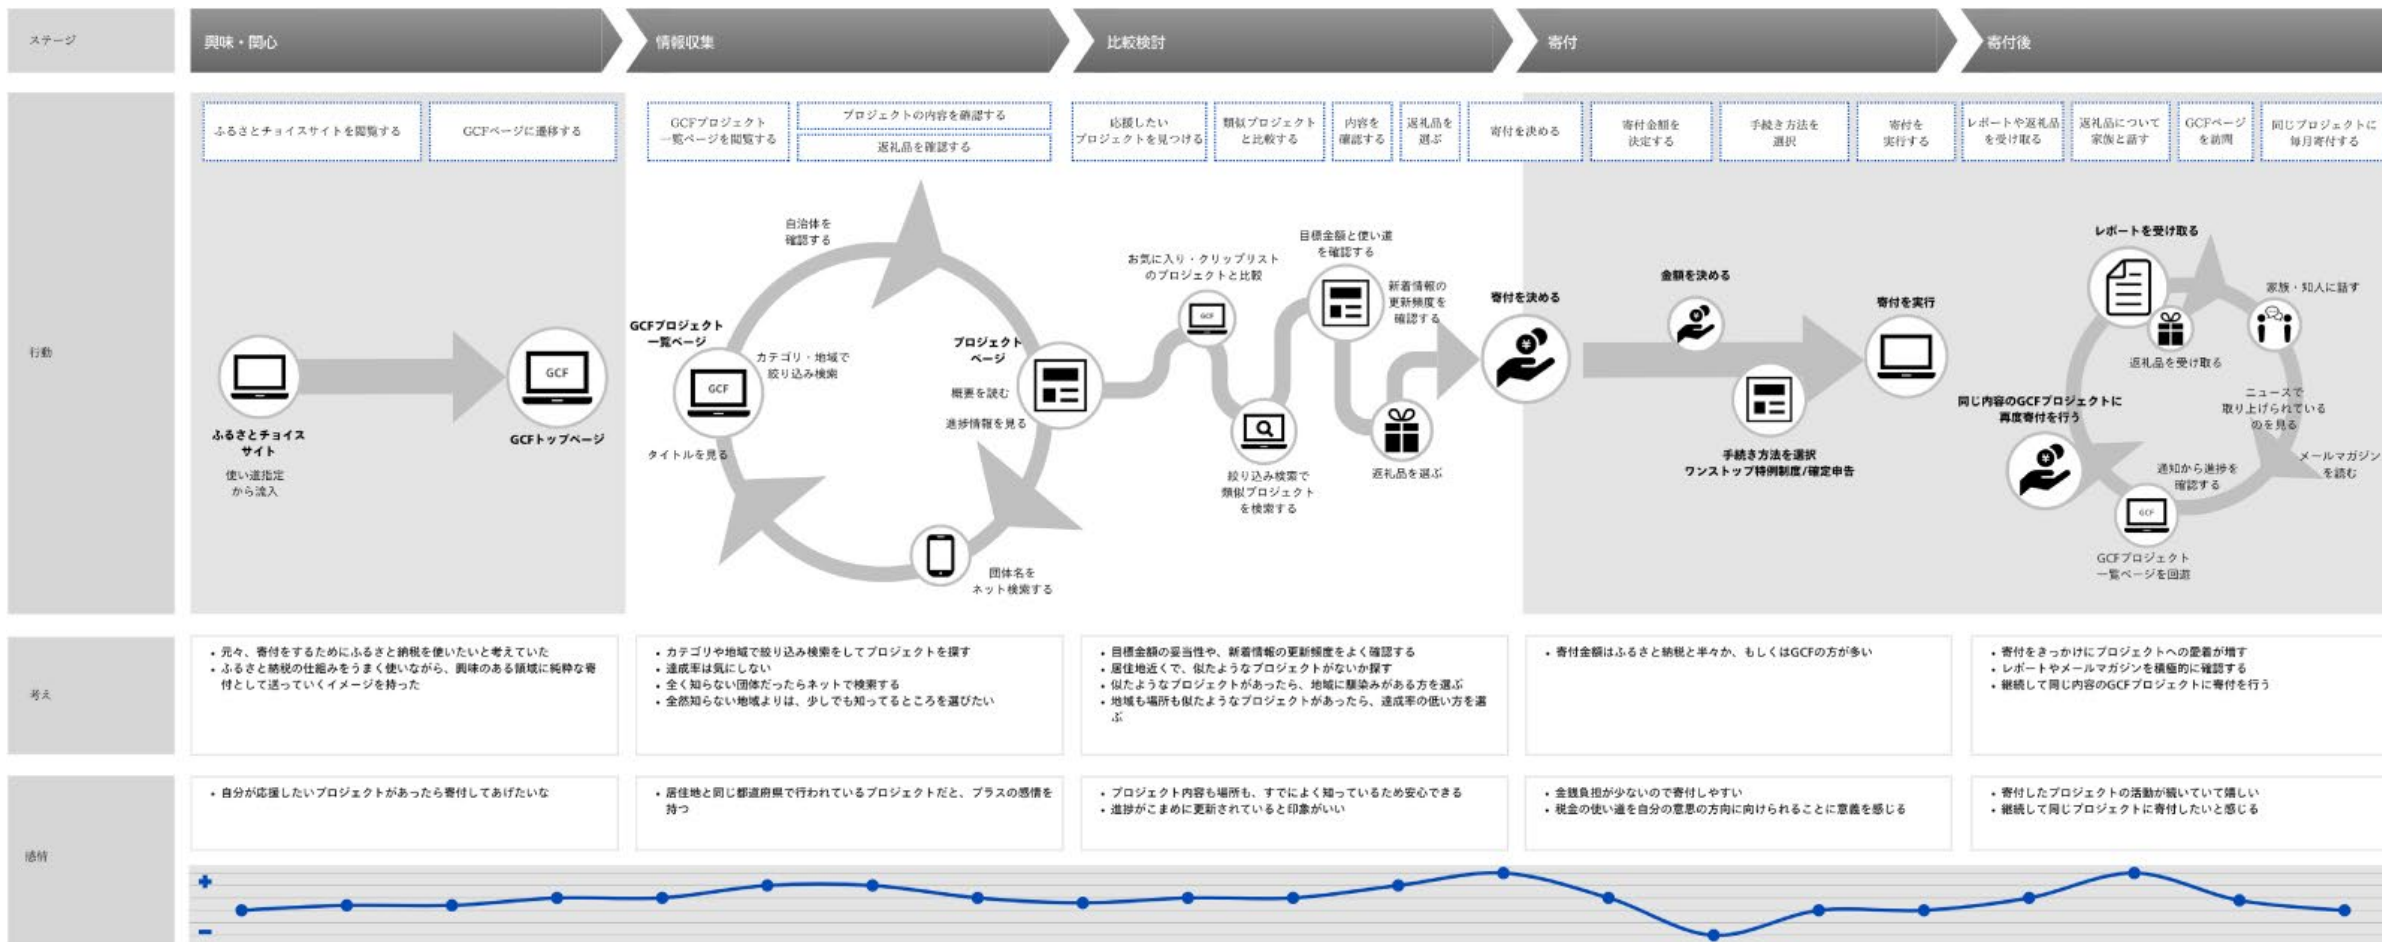 ステージ
興味・関心
情報収集
比較検討
寄付
寄付後
行動
ふるさとチョイスサイトを閲覧する
GCFページに遷移する
GCFプロジェクト
一覧ページを閲覧する
プロジェクトの内容を確認する
返礼品を確認する
応援したい
プロジェクトを見つける
類似プロジェクト
と比較する
内容を
確認する
返礼品を
選ぶ
寄付を決める
寄付金額を
決定する
手続き方法を
選択
寄付を
実行する
レポートや返礼品
を受け取る
返礼品について
家族と話す
GCFページ
を訪問
同じプロジェクトに
毎月寄付する
ふるさとチョイス
サイト
使い道指定
から流入
GCF
GCFトップページ
自治体を
確認する
GCFプロジェクト
一覧ページ
GCF
カテゴリ・地域で
絞り込み検索
タイトルを見る
プロジェクト
ページ
概要を読む
進捗情報を見る
団体名を
ネット検索する
お気に入り・クリップリスト
のプロジェクトと比較
GCF
絞り込み検索で
類似プロジェクト
を検索する
目標金額と使い道
を確認する
新着情報の
更新頻度を
確認する
返礼品を選ぶ
寄付を決める
¥
金額を決める
¥
手続き方法を選択
ワンストップ特例制度/確定申告
寄付を実行
レポートを受け取る
返礼品を受け取る
家族・知人に話す
ニュースで
取り上げられている
のを見る
メールマガジン
を読む
通知から進捗を
確認する
GCF
GCFプロジェクト
一覧ページを回遊
同じ内容のGCFプロジェクトに
再度寄付を行う
¥
考え
• 元々、寄付をするためにふるさと納税を使いたいと考えていた
• ふるさと納税の仕組みをうまく使いながら、興味のある領域に純粋な寄
付として送っていくイメージを持った
• カテゴリや地域で絞り込み検索をしてプロジェクトを探す
• 達成率は気にしない
• 全く知らない団体だったらネットで検索する
• 全然知らない地域よりは、少しでも知ってるところを選びたい
• 目標金額の妥当性や、新着情報の更新頻度をよく確認する
• 居住地近くで、似たようなプロジェクトがないか探す
• 似たようなプロジェクトがあったら、地域に馴染みがある方を選ぶ
• 地域も場所も似たようなプロジェクトがあったら、達成率の低い方を選
ぶ
• 寄付金額はふるさと納税と半々か、もしくはGCFの方が多い
• 寄付をきっかけにプロジェクトへの愛着が増す
• レポートやメールマガジンを積極的に確認する
• 継続して同じ内容のGCFプロジェクトに寄付を行う
感情
• 自分が応援したいプロジェクトがあったら寄付してあげたいな
• 居住地と同じ都道府県で行われているプロジェクトだと、プラスの感情を
持つ
• プロジェクト内容も場所も、すでによく知っているため安心できる
• 進捗がこまめに更新されていると印象がいい
• 金銭負担が少ないので寄付しやすい
• 税金の使い道を自分の意思の方向に向けられることに意義を感じる
• 寄付したプロジェクトの活動が続いていて嬉しい
• 継続して同じプロジェクトに寄付したいと感じる
+
−